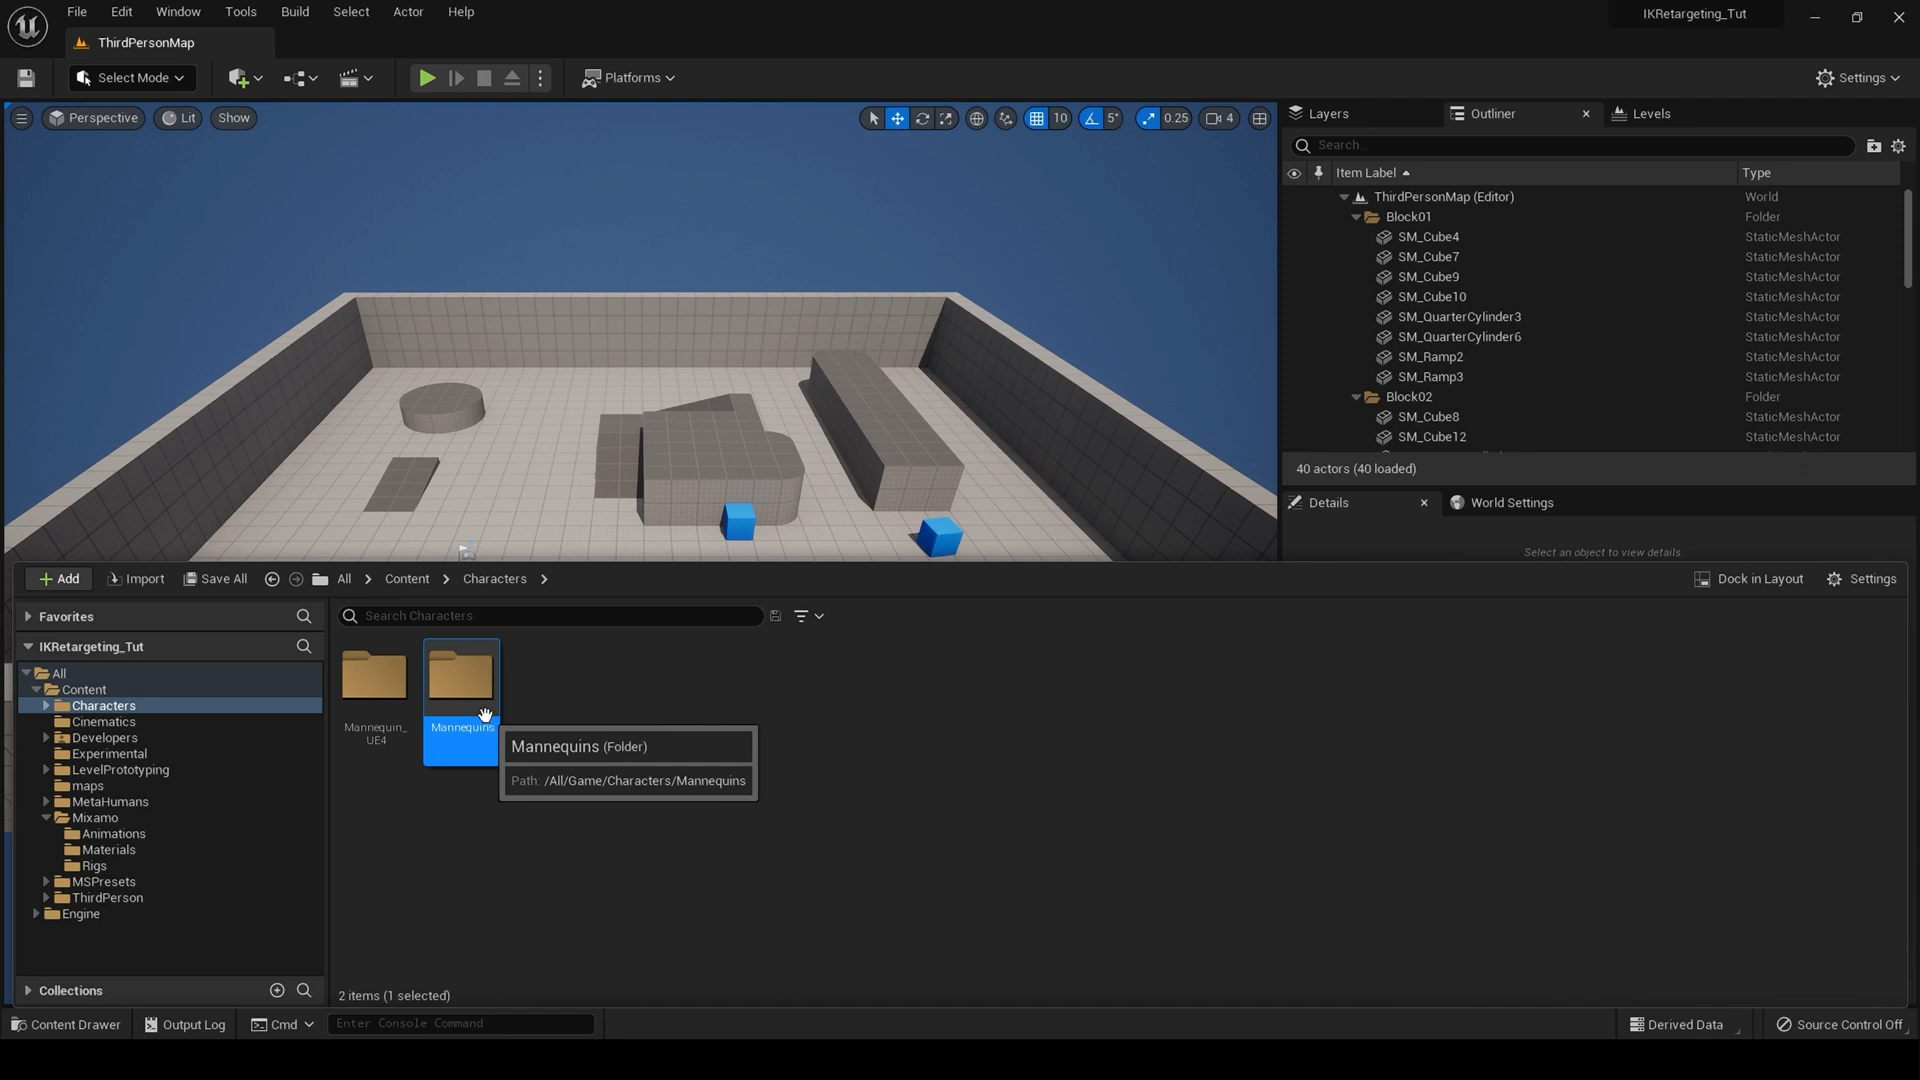 File Edit Window Tools Build Select Actor Help
IKRetargeting_Tut
ThirdPersonMap
Select Mode
Platforms
Settings
Perspective
Lit
Show
10
5°
0.25
4
Layers
Outliner
Levels
Search...
Item Label
Type
ThirdPersonMap (Editor) World
Block01 Folder
SM_Cube4 StaticMeshActor
SM_Cube7 StaticMeshActor
SM_Cube9 StaticMeshActor
SM_Cube10 StaticMeshActor
SM_QuarterCylinder3 StaticMeshActor
SM_QuarterCylinder6 StaticMeshActor
SM_Ramp2 StaticMeshActor
SM_Ramp3 StaticMeshActor
Block02 Folder
SM_Cube8 StaticMeshActor
SM_Cube12 StaticMeshActor
40 actors (40 loaded)
Details
World Settings
Select an object to view details.
Add
Import
Save All
All
Content
Characters
Dock in Layout
Settings
Favorites
Search Characters
IKRetargeting_Tut
All
Content
Characters
Cinematics
Developers
Experimental
LevelPrototyping
maps
MetaHumans
Mixamo
Animations
Materials
Rigs
MSPresets
ThirdPerson
Engine
Mannequin_
UE4
Mannequins
Mannequins (Folder)
Path: /All/Game/Characters/Mannequins
Collections
2 items (1 selected)
Content Drawer
Output Log
Cmd
Enter Console Command
Derived Data
Source Control Off